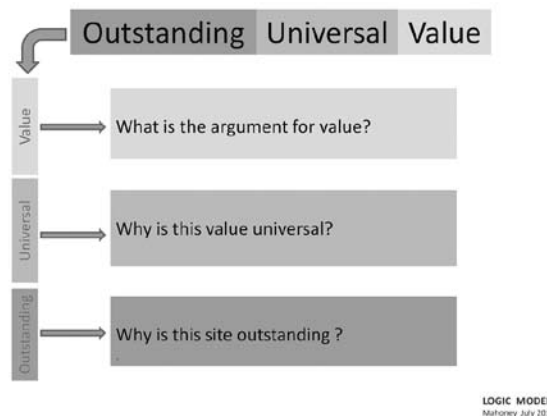 Outstanding Universal Value
Value
What is the argument for value?
Universal
Why is this value universal?
Outstanding
Why is this site outstanding ?
LOGIC MODE
Mahoney July 20